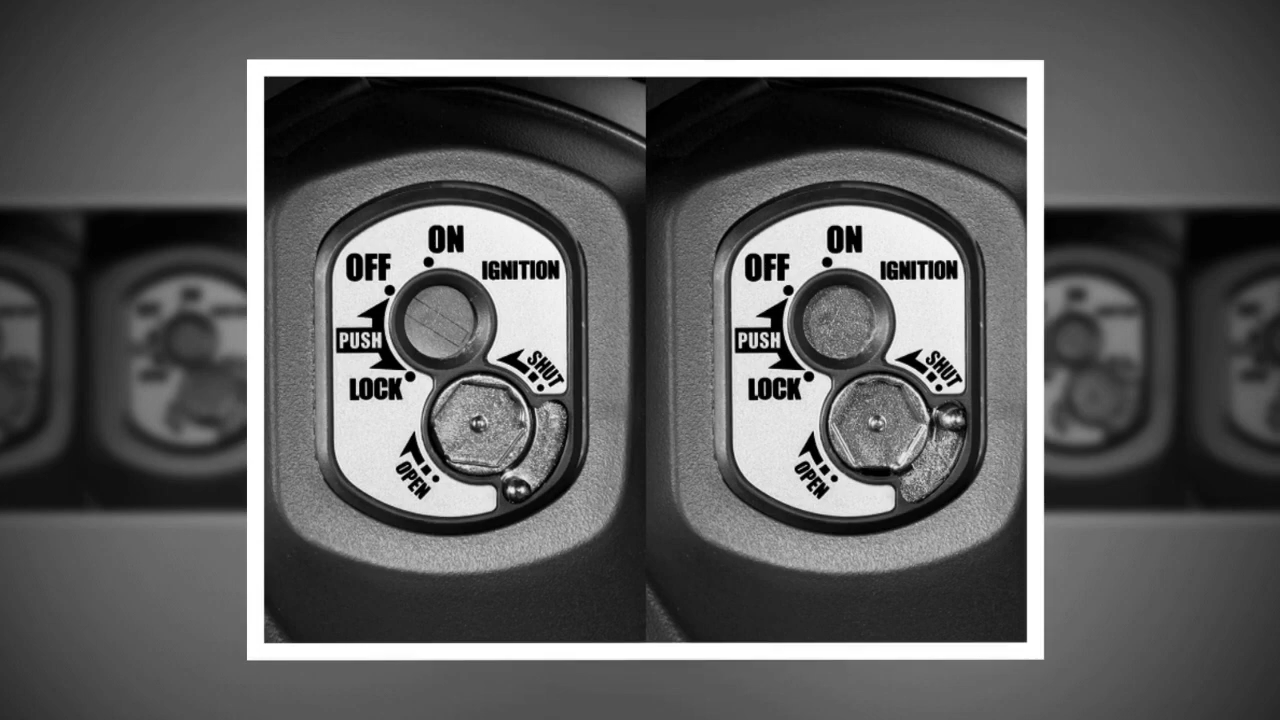 ON
OFF
IGNITION
PUSH
SHUT
LOCK
OPEN
ON
OFF
IGNITION
PUSH
SHUT
LOCK
OPEN